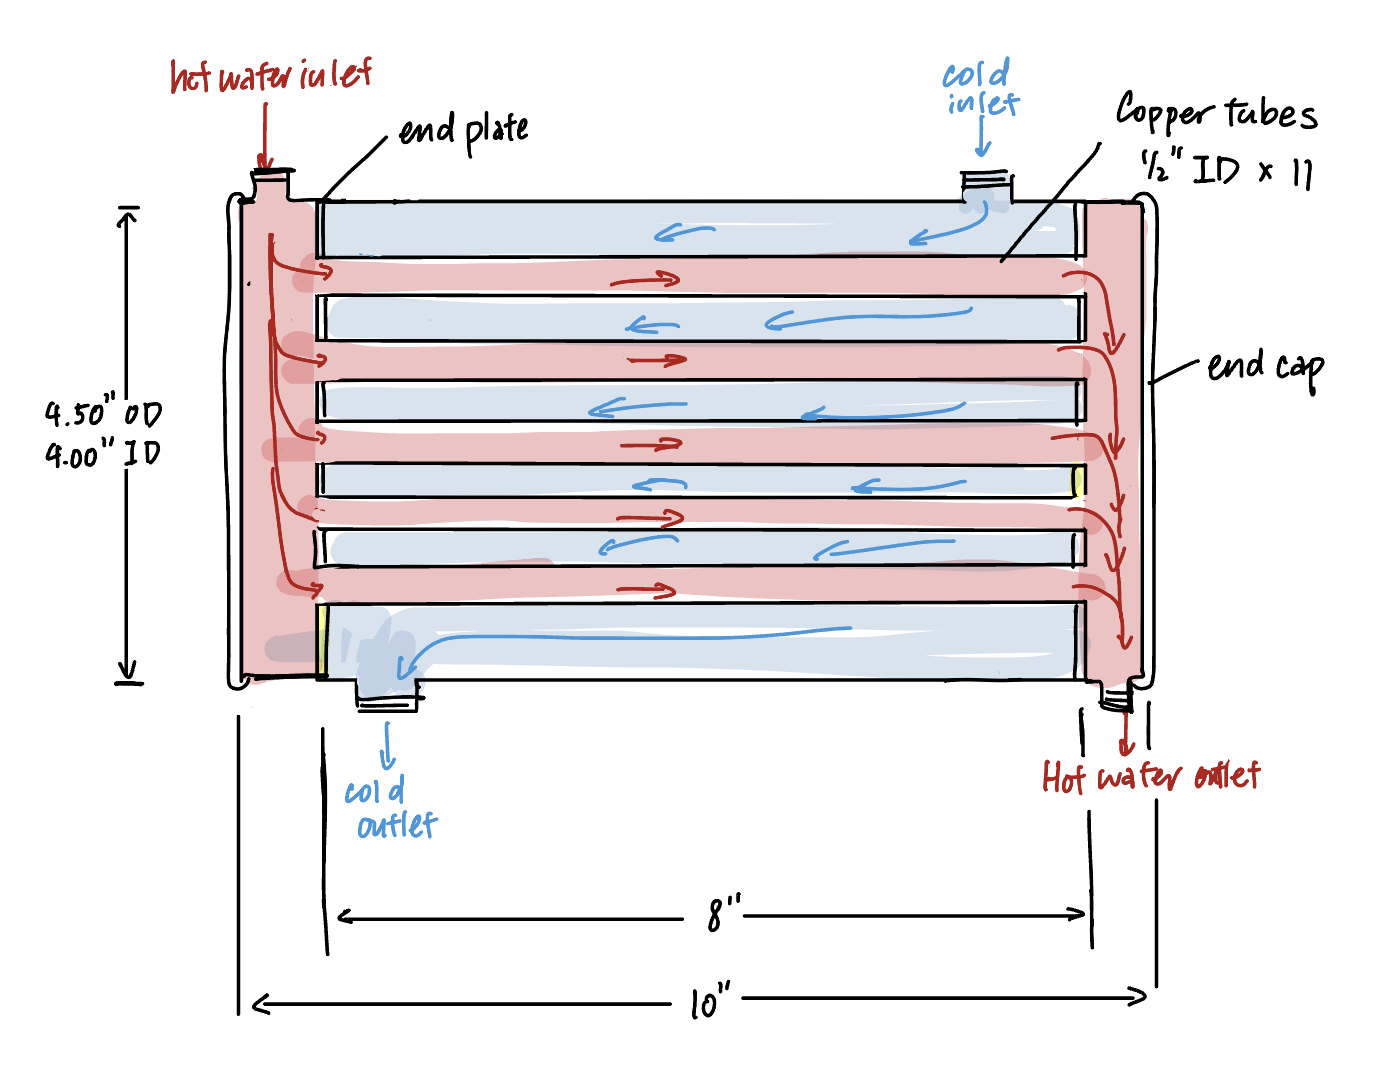 hot water inlet
cold
inlet
end plate
Copper tubes
1/2" ID x 11
4.50" OD
4.00" ID
end cap
cold
outlet
Hot water outlet
8"
10"